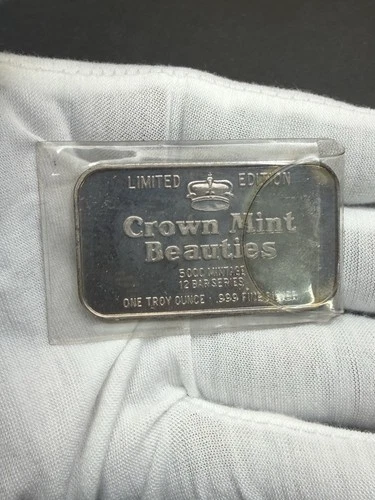 LIMITED EDITION
Crown Mint
Beauties
5000 MINTAGE
12 BAR SERIES
ONE TROY OUNCE · .999 FINE SILVER